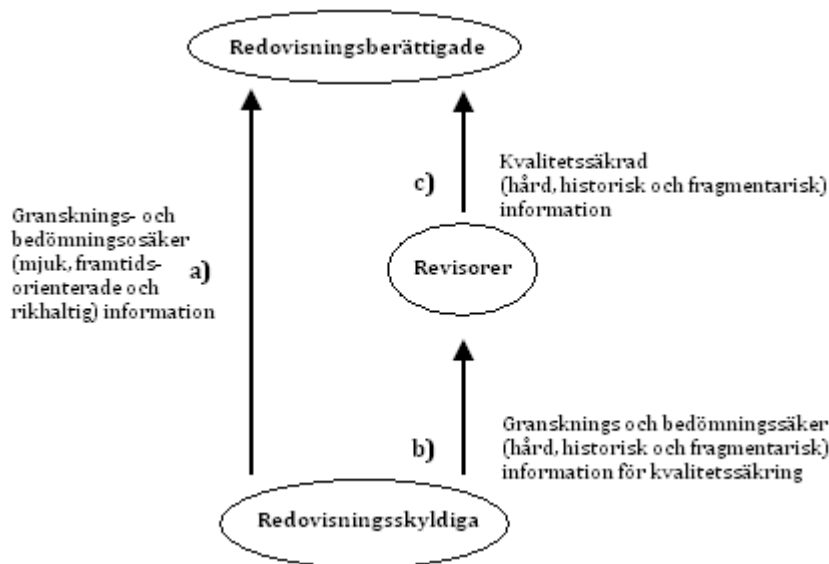 Redovisningsberättigade
c)
Kvalitetssäkrad
(hård, historisk och fragmentarisk)
information
Gransknings- och
bedömningsosäker
(mjuk, framtids-
orienterade och
rikhaltig) information
a)
Revisorer
b)
Gransknings och bedömningssäker
(hård, historisk och fragmentarisk)
information för kvalitetssäkring
Redovisningsskyldiga